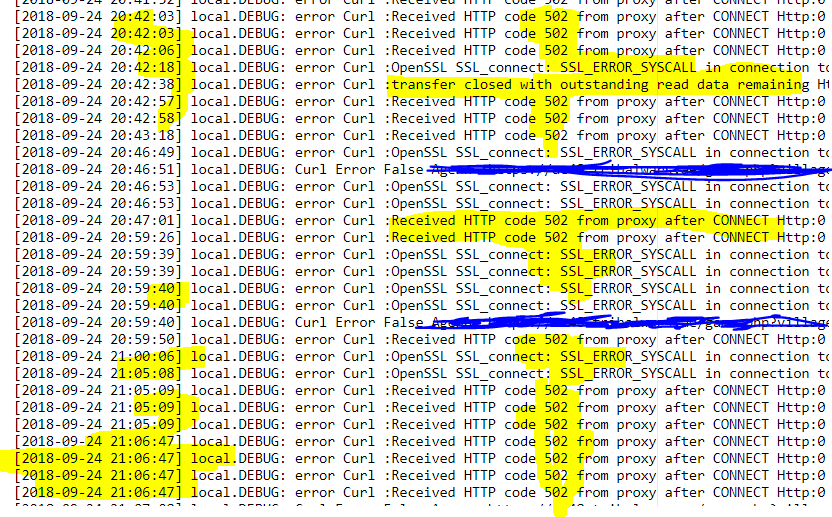 [2018-09-24 20:42:03] local.DEBUG: error Curl :Received HTTP code 502 from proxy after CONNECT Http:0
[2018-09-24 20:42:03] local.DEBUG: error Curl :Received HTTP code 502 from proxy after CONNECT Http:0
[2018-09-24 20:42:06] local.DEBUG: error Curl :Received HTTP code 502 from proxy after CONNECT Http:0
[2018-09-24 20:42:18] local.DEBUG: error Curl :OpenSSL SSL_connect: SSL_ERROR_SYSCALL in connection to
[2018-09-24 20:42:38] local.DEBUG: error Curl :transfer closed with outstanding read data remaining Ht
[2018-09-24 20:42:57] local.DEBUG: error Curl :Received HTTP code 502 from proxy after CONNECT Http:0
[2018-09-24 20:42:58] local.DEBUG: error Curl :Received HTTP code 502 from proxy after CONNECT Http:0
[2018-09-24 20:43:18] local.DEBUG: error Curl :Received HTTP code 502 from proxy after CONNECT Http:0
[2018-09-24 20:46:49] local.DEBUG: error Curl :OpenSSL SSL_connect: SSL_ERROR_SYSCALL in connection to
[2018-09-24 20:46:51] local.DEBUG: Curl Error False
[2018-09-24 20:46:53] local.DEBUG: error Curl :OpenSSL SSL_connect: SSL_ERROR_SYSCALL in connection to
[2018-09-24 20:46:53] local.DEBUG: error Curl :OpenSSL SSL_connect: SSL_ERROR_SYSCALL in connection to
[2018-09-24 20:47:01] local.DEBUG: error Curl :Received HTTP code 502 from proxy after CONNECT Http:0
[2018-09-24 20:59:26] local.DEBUG: error Curl :Received HTTP code 502 from proxy after CONNECT Http:0
[2018-09-24 20:59:39] local.DEBUG: error Curl :OpenSSL SSL_connect: SSL_ERROR_SYSCALL in connection to
[2018-09-24 20:59:39] local.DEBUG: error Curl :OpenSSL SSL_connect: SSL_ERROR_SYSCALL in connection to
[2018-09-24 20:59:40] local.DEBUG: error Curl :OpenSSL SSL_connect: SSL_ERROR_SYSCALL in connection to
[2018-09-24 20:59:40] local.DEBUG: error Curl :OpenSSL SSL_connect: SSL_ERROR_SYSCALL in connection to
[2018-09-24 20:59:40] local.DEBUG: Curl Error False
[2018-09-24 20:59:50] local.DEBUG: error Curl :Received HTTP code 502 from proxy after CONNECT Http:0
[2018-09-24 21:00:06] local.DEBUG: error Curl :OpenSSL SSL_connect: SSL_ERROR_SYSCALL in connection to
[2018-09-24 21:05:08] local.DEBUG: error Curl :OpenSSL SSL_connect: SSL_ERROR_SYSCALL in connection to
[2018-09-24 21:05:09] local.DEBUG: error Curl :Received HTTP code 502 from proxy after CONNECT Http:0
[2018-09-24 21:05:09] local.DEBUG: error Curl :Received HTTP code 502 from proxy after CONNECT Http:0
[2018-09-24 21:05:09] local.DEBUG: error Curl :Received HTTP code 502 from proxy after CONNECT Http:0
[2018-09-24 21:06:47] local.DEBUG: error Curl :Received HTTP code 502 from proxy after CONNECT Http:0
[2018-09-24 21:06:47] local.DEBUG: error Curl :Received HTTP code 502 from proxy after CONNECT Http:0
[2018-09-24 21:06:47] local.DEBUG: error Curl :Received HTTP code 502 from proxy after CONNECT Http:0
[2018-09-24 21:06:47] local.DEBUG: error Curl :Received HTTP code 502 from proxy after CONNECT Http:0